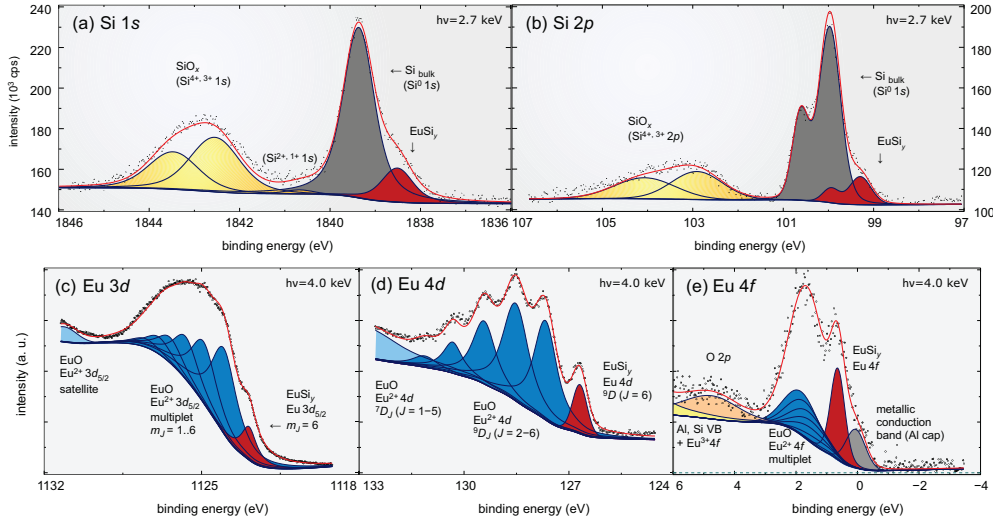 (a) Si 1s
hν=2.7 keV
SiOx
(Si4+, 3+ 1s)
(Si2+, 1+ 1s)
← Si bulk
(Si0 1s)
EuSiy
↓
intensity (10³ cps)
220
200
180
160
140
1846
1844
1842
1840
1838
1836
binding energy (eV)
(b) Si 2p
hν=2.7 keV
SiOx
(Si4+, 3+ 2p)
← Si bulk
(Si0 1s)
EuSiy
↓
200
180
160
140
120
100
107
105
103
101
99
97
binding energy (eV)
(c) Eu 3d
hν=4.0 keV
EuO
Eu2+ 3d5/2
satellite
EuO
Eu2+ 3d5/2
multiplet
mJ = 1..6
EuSiy
Eu 3d5/2
← mJ = 6
intensity (a. u.)
1132
1125
1118
binding energy (eV)
(d) Eu 4d
hν=4.0 keV
EuO
Eu2+ 4d
7DJ (J = 1–5)
EuO
Eu2+ 4d
9DJ (J = 2–6)
EuSiy
Eu 4d
9D (J = 6)
133
130
127
124
binding energy (eV)
(e) Eu 4f
hν=4.0 keV
O 2p
EuSiy
Eu 4f
Al, Si VB
+ Eu3+4f
EuO
Eu2+ 4f
multiplet
metallic
conduction
band (Al cap)
6
4
2
0
−2
−4
binding energy (eV)